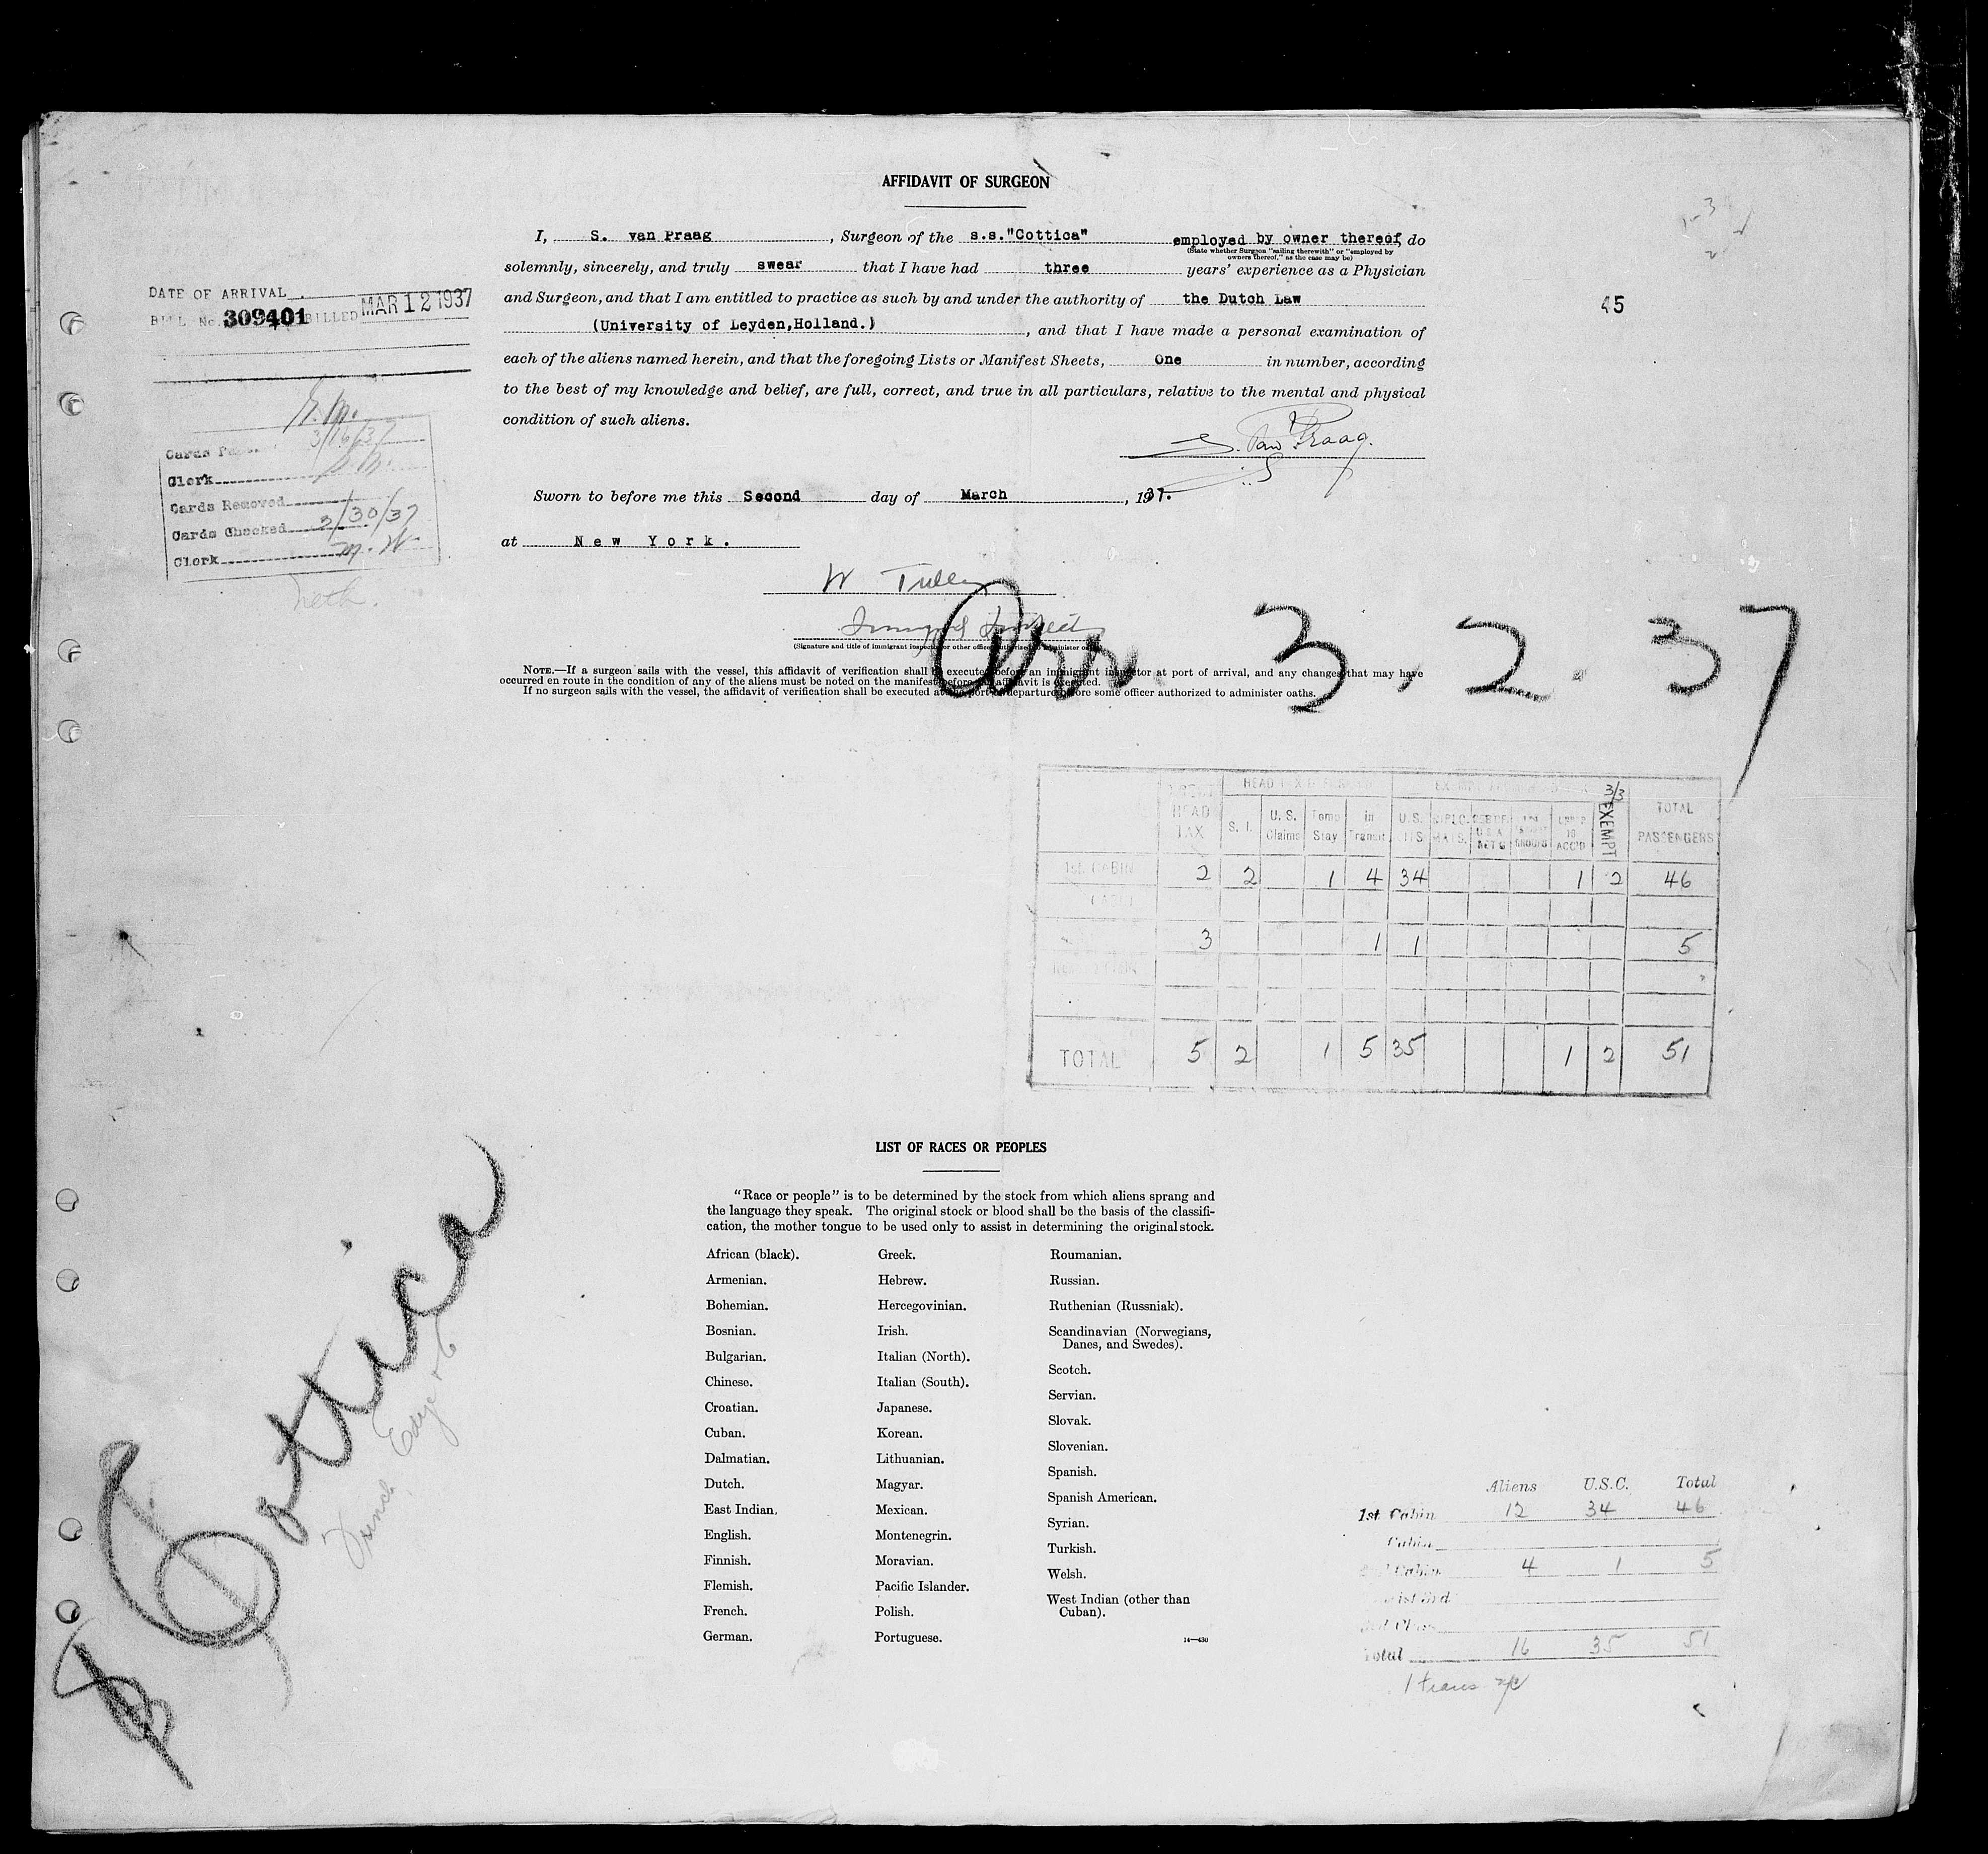 AFFIDAVIT OF SURGEON
I, S. van Praag, Surgeon of the s.s."Cottica" employed by owner thereof, do
(State whether Surgeon "sailing therewith" or "employed by owners thereof," as the case may be)
solemnly, sincerely, and truly swear that I have had three years' experience as a Physician
and Surgeon, and that I am entitled to practice as such by and under the authority of the Dutch Law
(University of Leyden,Holland.), and that I have made a personal examination of
each of the aliens named herein, and that the foregoing Lists or Manifest Sheets, One in number, according
to the best of my knowledge and belief, are full, correct, and true in all particulars, relative to the mental and physical
condition of such aliens.
S. van Praag.
Sworn to before me this Second day of March, 1937.
at New York.
W Tully
(Signature and title of immigrant inspector or other officer authorized to administer
NOTE.—If a surgeon sails with the vessel, this affidavit of verification shall be executed before an immigrant inspector at port of arrival, and any changes that may have
occurred en route in the condition of any of the aliens must be noted on the manifest before affidavit is executed.
If no surgeon sails with the vessel, the affidavit of verification shall be executed at port of departure before some officer authorized to administer oaths.
Arr. 3. 2. 37
45
DATE OF ARRIVAL
BILL No. 309401 BILLED MAR 12 1937
3/16/37
Clerk
Cards Removed
Cards Checked 3/30/37
Clerk M. W.
Neth.
HEAD TAX
S. I.
U. S. Claims
Temp Stay
in Transit
U.S.
3/3
EXEMPT
TOTAL PASSENGERS
1st CABIN 2 2 1 4 34 1 2 46
3 1 1 5
TOTAL 5 2 1 5 35 1 2 51
LIST OF RACES OR PEOPLES
"Race or people" is to be determined by the stock from which aliens sprang and
the language they speak. The original stock or blood shall be the basis of the classifi-
cation, the mother tongue to be used only to assist in determining the original stock.
African (black).
Armenian.
Bohemian.
Bosnian.
Bulgarian.
Chinese.
Croatian.
Cuban.
Dalmatian.
Dutch.
East Indian.
English.
Finnish.
Flemish.
French.
German.
Greek.
Hebrew.
Hercegovinian.
Irish.
Italian (North).
Italian (South).
Japanese.
Korean.
Lithuanian.
Magyar.
Mexican.
Montenegrin.
Moravian.
Pacific Islander.
Polish.
Portuguese.
Roumanian.
Russian.
Ruthenian (Russniak).
Scandinavian (Norwegians,
Danes, and Swedes).
Scotch.
Servian.
Slovak.
Slovenian.
Spanish.
Spanish American.
Syrian.
Turkish.
Welsh.
West Indian (other than
Cuban).
14—430
Cottica
Aliens U.S.C. Total
1st Cabin 12 34 46
Cabin
Cabin 4 1 5
Total 16 35 51
1 trans